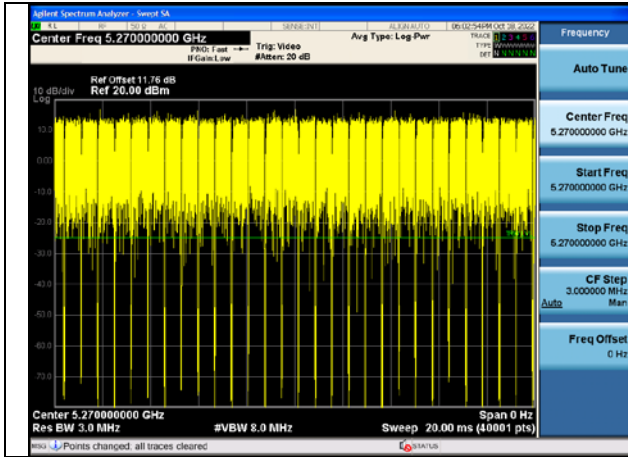 Agilent Spectrum Analyzer - Swept SA
RL RF 50 Ω AC SENSE:INT ALIGN AUTO 06:02:54PM Oct 08, 2022
Center Freq 5.270000000 GHz
Avg Type: Log-Pwr
TRACE 1 2 3 4 5 6
TYPE WWWWWW
DET N N N N N N
PNO: Fast
IFGain:Low
Trig: Video
#Atten: 20 dB
Ref Offset 11.76 dB
Ref 20.00 dBm
10 dB/div
Log
10.0
0.00
-10.0
-20.0
-30.0
-40.0
-50.0
-60.0
-70.0
Center 5.270000000 GHz
Span 0 Hz
Res BW 3.0 MHz
#VBW 8.0 MHz
Sweep 20.00 ms (40001 pts)
MSG Points changed; all traces cleared
STATUS
Frequency
Auto Tune
Center Freq
5.270000000 GHz
Start Freq
5.270000000 GHz
Stop Freq
5.270000000 GHz
CF Step
3.000000 MHz
Auto Man
Freq Offset
0 Hz